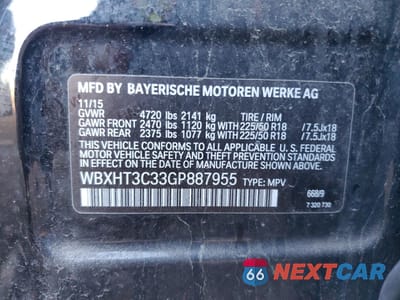 MFD BY BAYERISCHE MOTOREN WERKE AG
11/15
GVWR 4720 lbs 2141 kg TIRE / RIM
GAWR FRONT 2470 lbs 1120 kg 225/50 R18 /7.5Jx18
GAWR REAR 2375 lbs 1077 kg 225/50 R18 /7.5Jx18
THIS VEHICLE CONFORMS TO ALL APPLICABLE U. S. FEDERAL
MOTOR VEHICLE SAFETY, BUMPER, AND THEFT PREVENTION
STANDARDS IN EFFECT ON THE DATE OF MANUFACTURE SHOWN ABOVE.
WBXHT3C33GP887955 TYPE: MPV 668/9
7 320 730
66 NEXTCAR